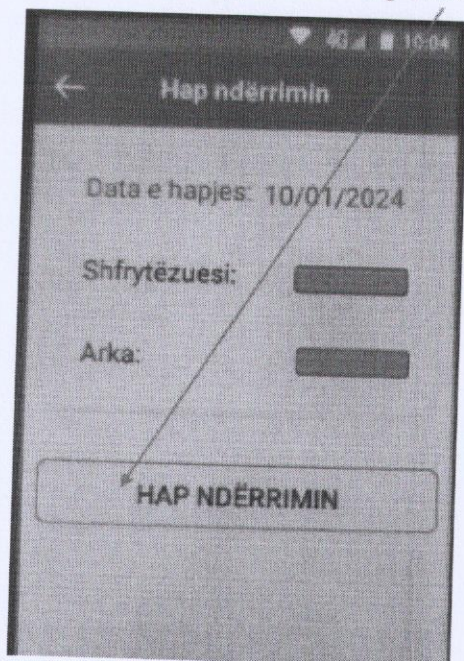 4G 10:04
Hap ndërrimin
Data e hapjes: 10/01/2024
Shfrytëzuesi:
Arka:
HAP NDËRRIMIN